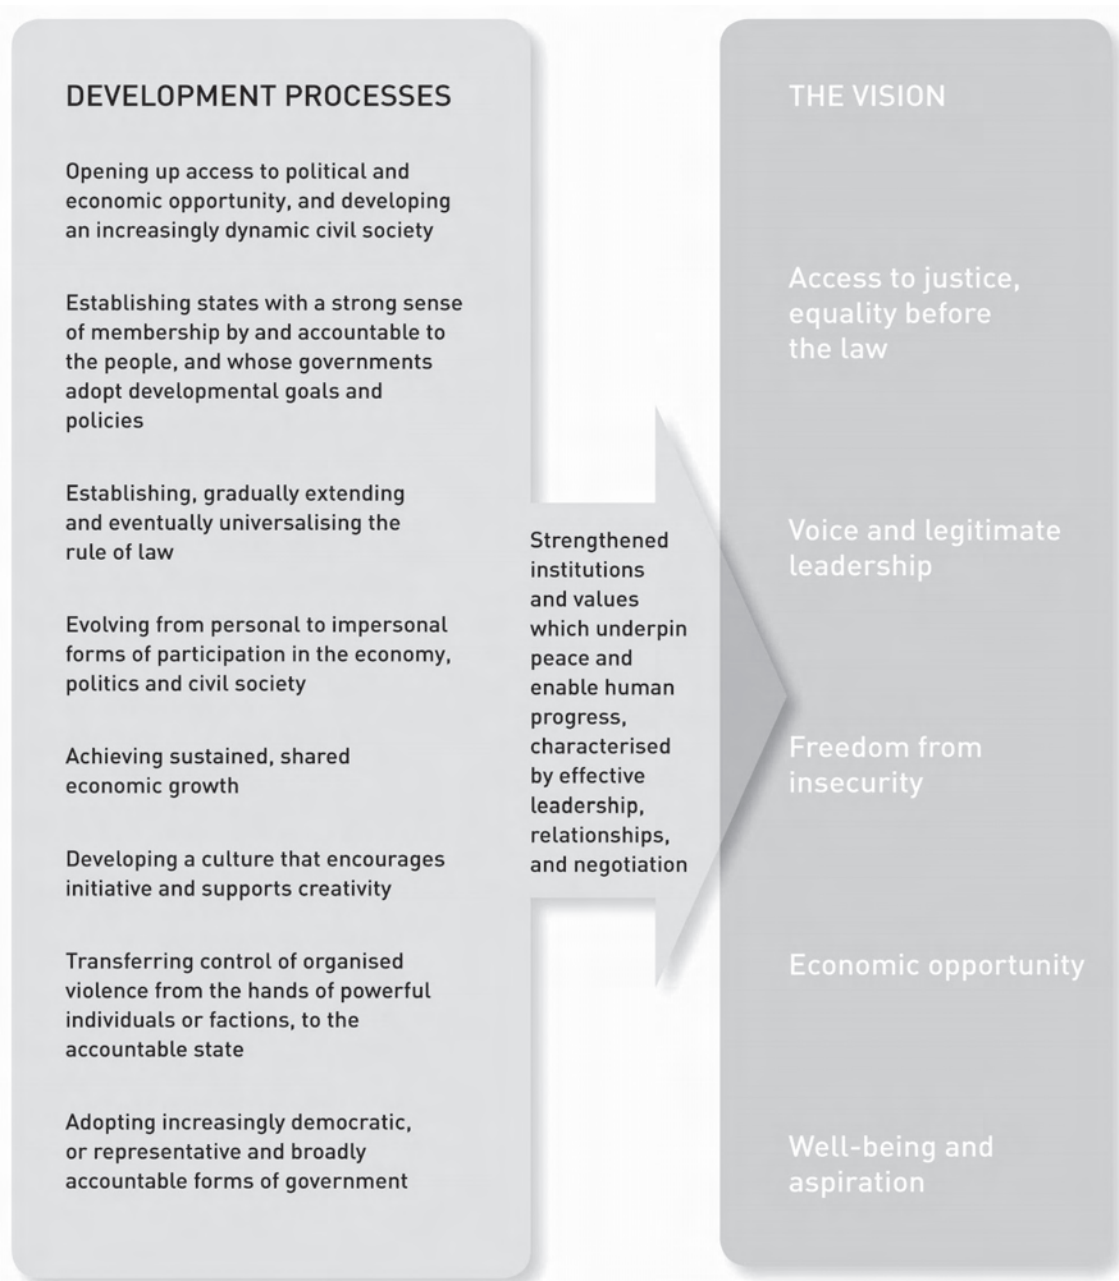 DEVELOPMENT PROCESSES
Opening up access to political and
economic opportunity, and developing
an increasingly dynamic civil society
Establishing states with a strong sense
of membership by and accountable to
the people, and whose governments
adopt developmental goals and
policies
Establishing, gradually extending
and eventually universalising the
rule of law
Evolving from personal to impersonal
forms of participation in the economy,
politics and civil society
Achieving sustained, shared
economic growth
Developing a culture that encourages
initiative and supports creativity
Transferring control of organised
violence from the hands of powerful
individuals or factions, to the
accountable state
Adopting increasingly democratic,
or representative and broadly
accountable forms of government
Strengthened
institutions
and values
which underpin
peace and
enable human
progress,
characterised
by effective
leadership,
relationships,
and negotiation
THE VISION
Access to justice,
equality before
the law
Voice and legitimate
leadership
Freedom from
insecurity
Economic opportunity
Well-being and
aspiration